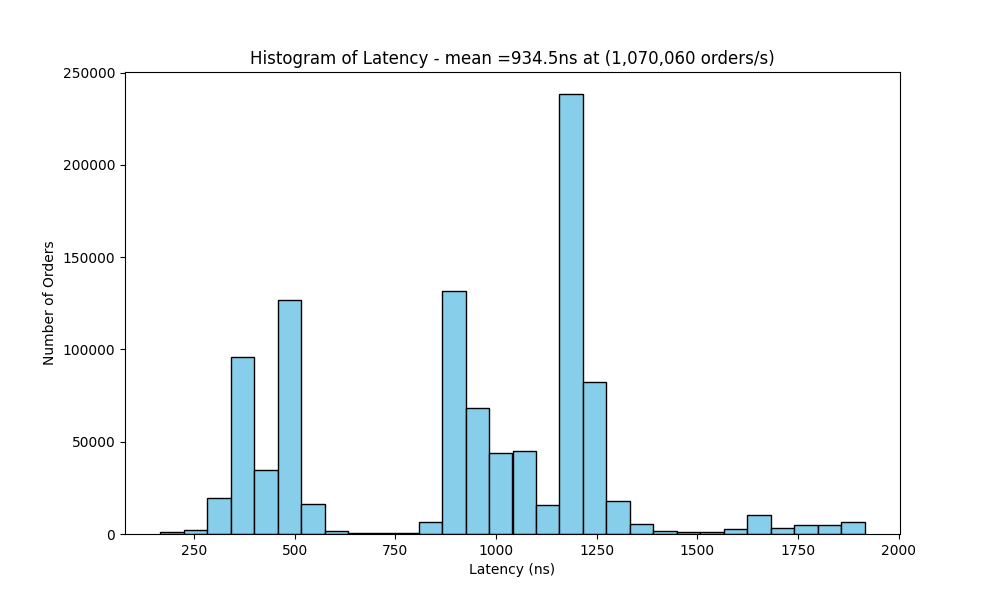 Histogram of Latency - mean =934.5ns at (1,070,060 orders/s)
250000
200000
150000
100000
50000
0
Number of Orders
250 500 750 1000 1250 1500 1750 2000
Latency (ns)